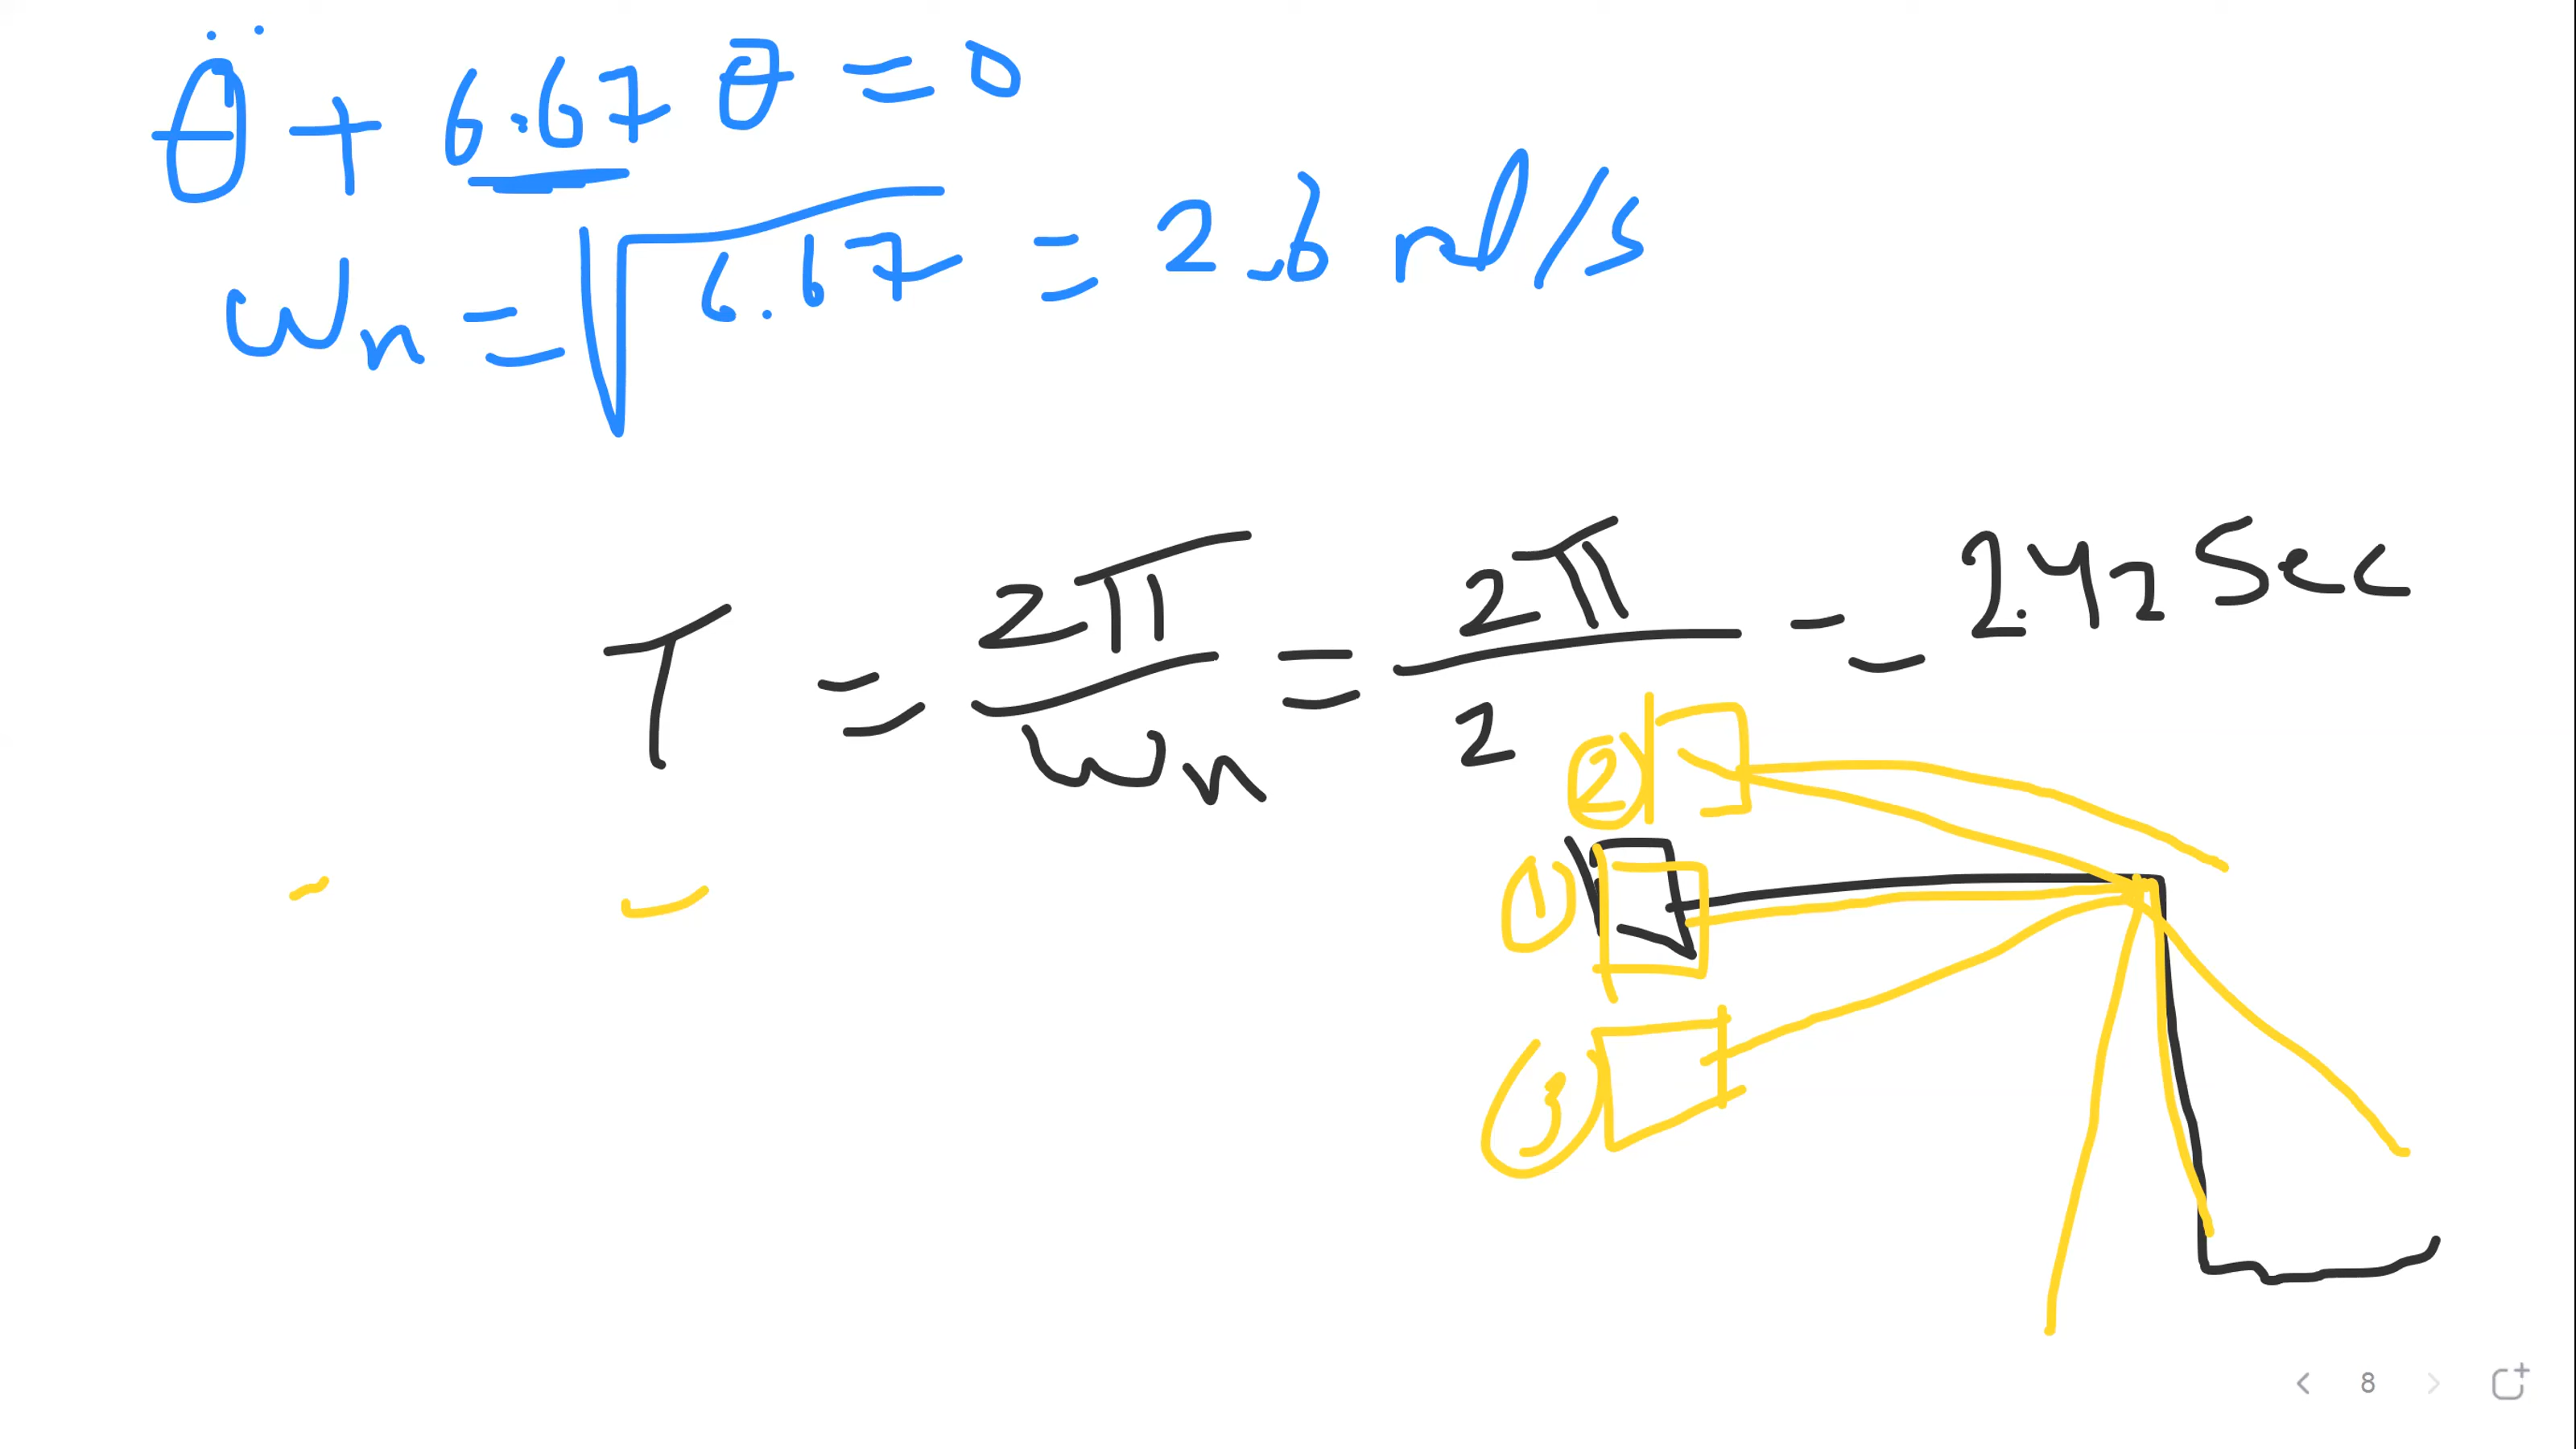 θ̈ + 6.67 θ = 0
ωn = √6.67 = 2.6 rad/s
T = 2π/ωn = 2π/2 = 2.42 Sec
2
1
3
8